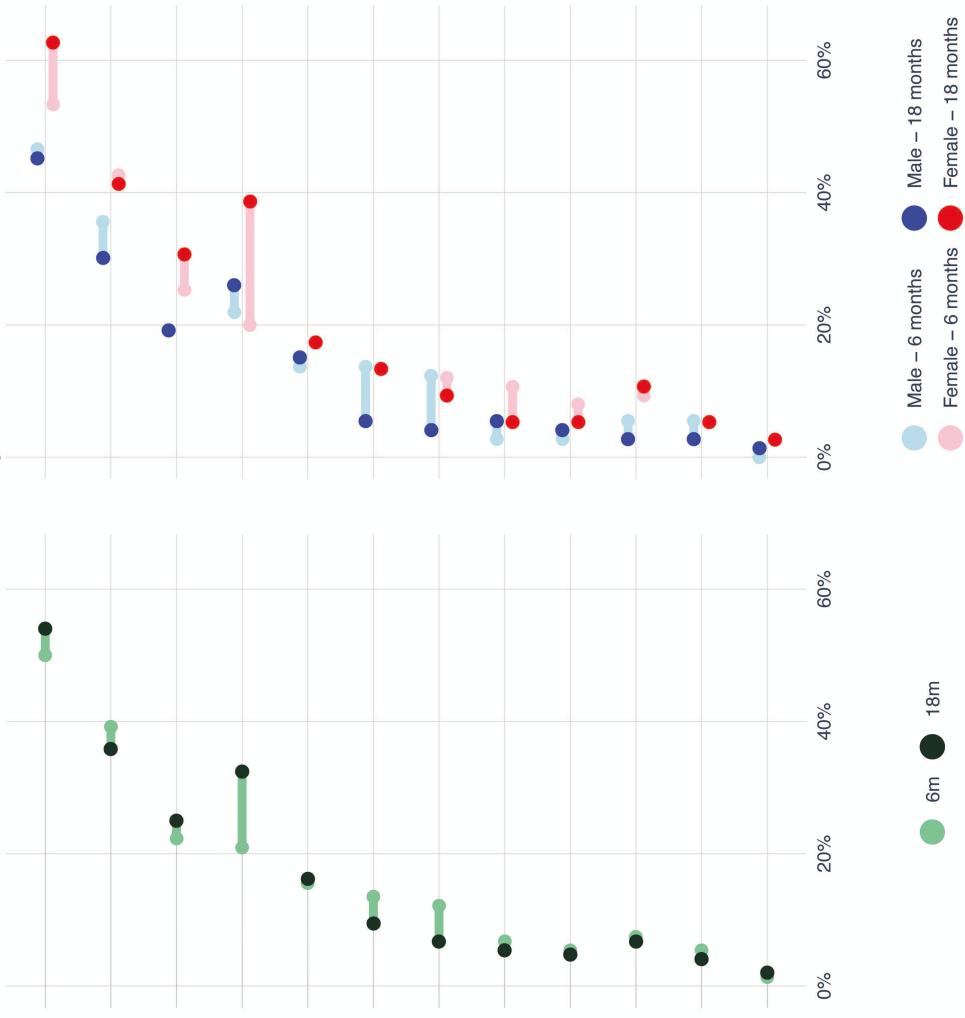 0%
20%
40%
60%
0%
20%
40%
60%
6m
18m
Male – 6 months
Male – 18 months
Female – 6 months
Female – 18 months